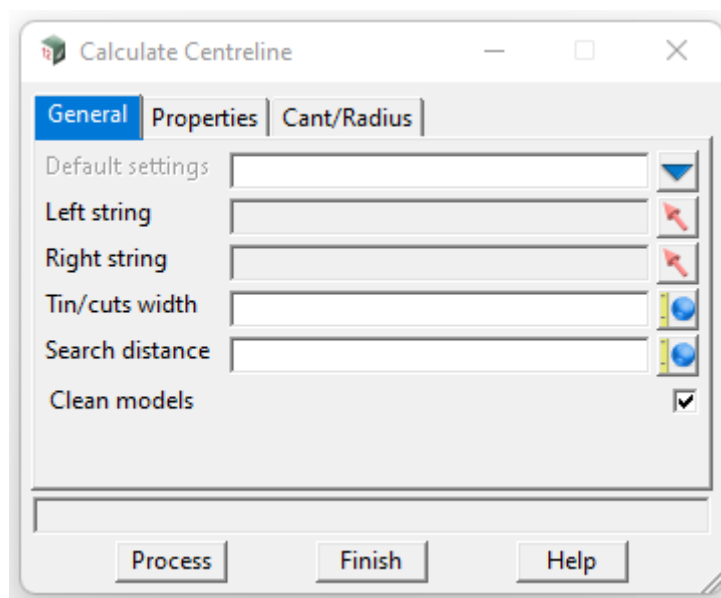 Calculate Centreline
General Properties Cant/Radius
Default settings
Left string
Right string
Tin/cuts width
Search distance
Clean models
Process Finish Help